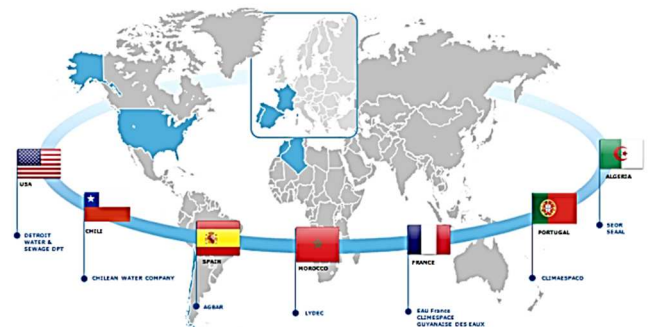 USA
DETROIT
WATER &
SEWAGE DPT
CHILI
CHILEAN WATER COMPANY
SPAIN
AGBAR
MOROCCO
LYDEC
FRANCE
EAU France
CLIMESPACE
GUYANAISE DES EAUX
PORTUGAL
CLIMAESPACO
ALGERIA
SEOR
SEAAL